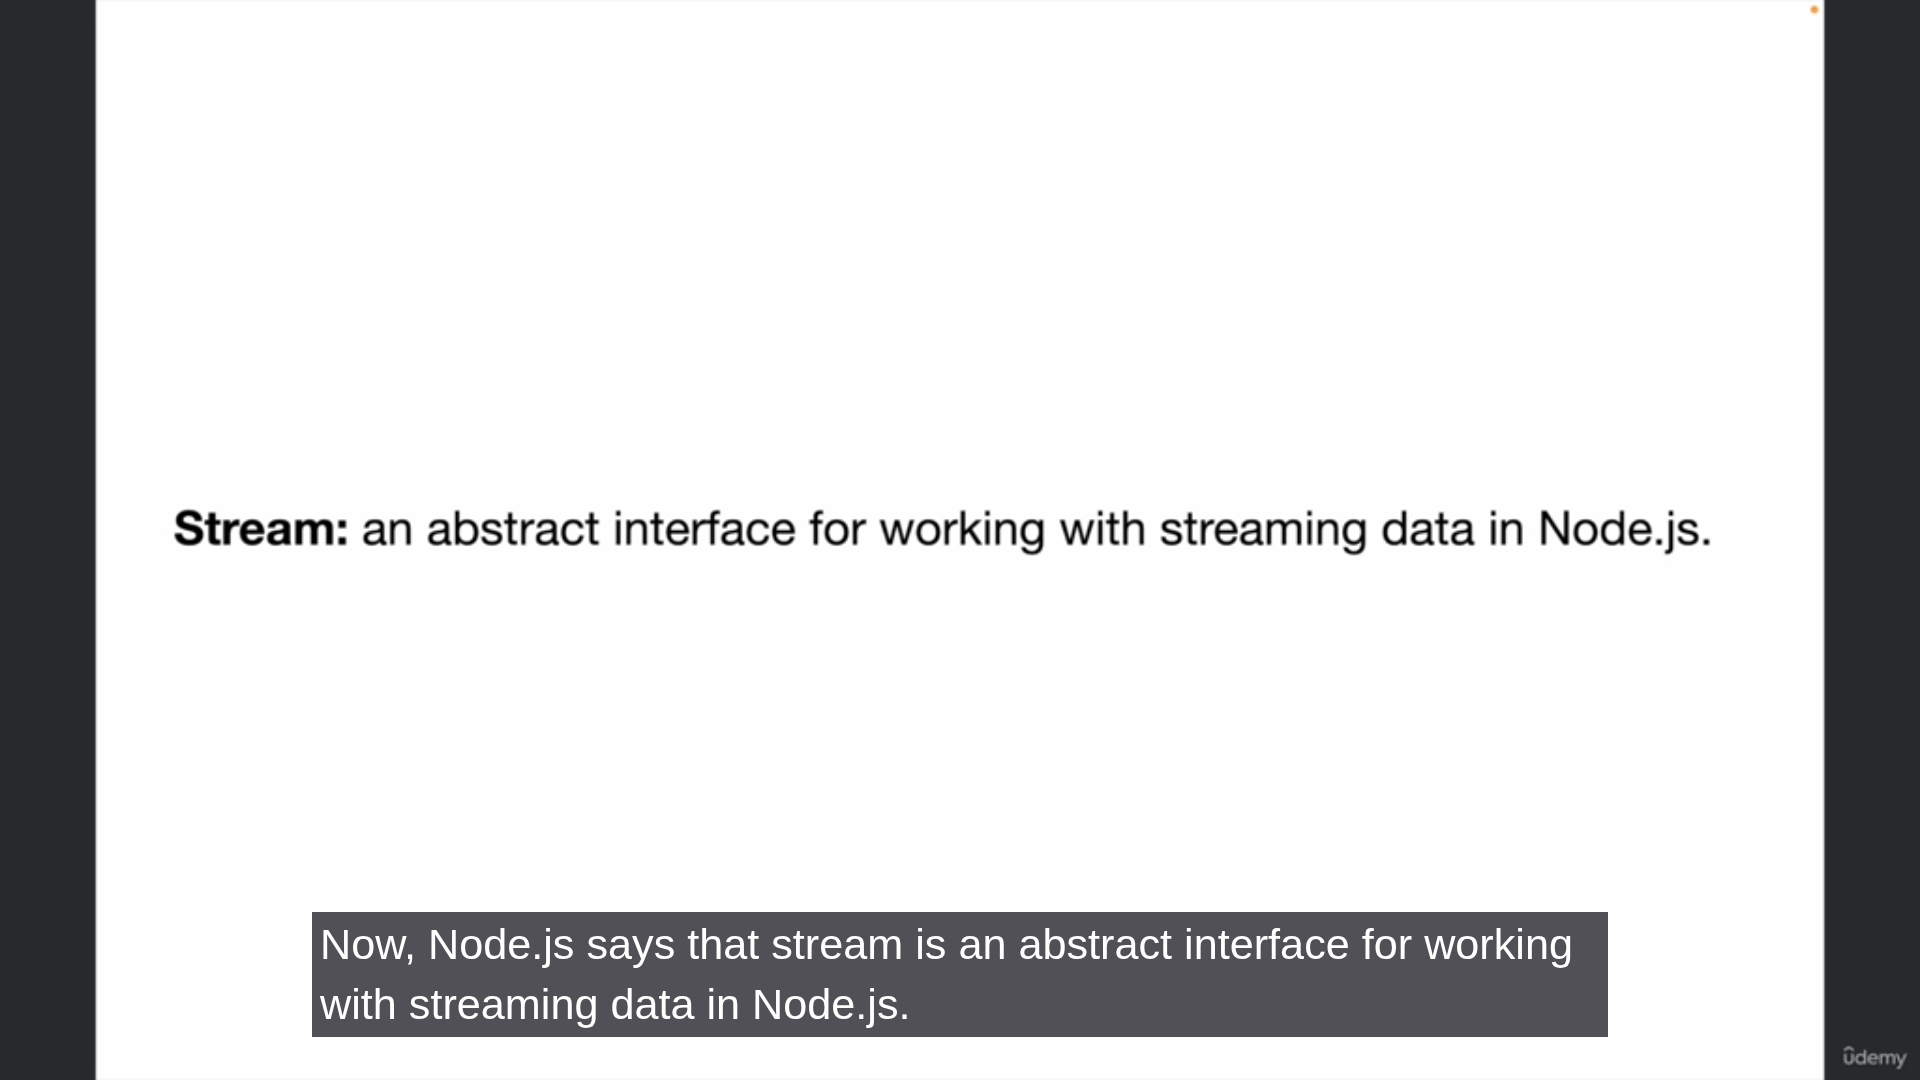 Stream: an abstract interface for working with streaming data in Node.js.
Now, Node.js says that stream is an abstract interface for working
with streaming data in Node.js.
ûdemy